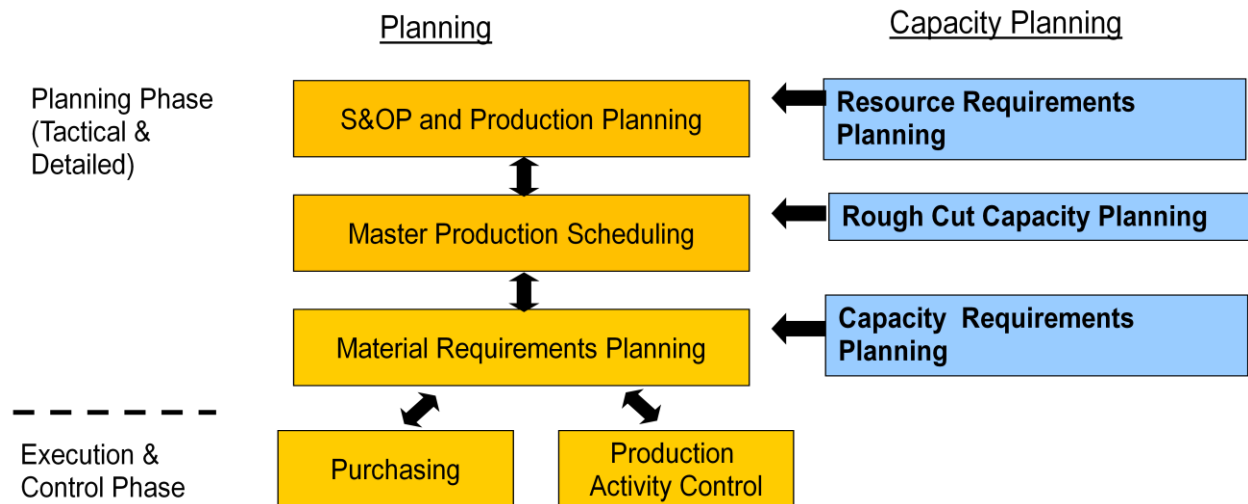 Planning
Capacity Planning
Planning Phase
(Tactical &
Detailed)
S&OP and Production Planning
Resource Requirements
Planning
Master Production Scheduling
Rough Cut Capacity Planning
Material Requirements Planning
Capacity Requirements
Planning
Execution &
Control Phase
Purchasing
Production
Activity Control